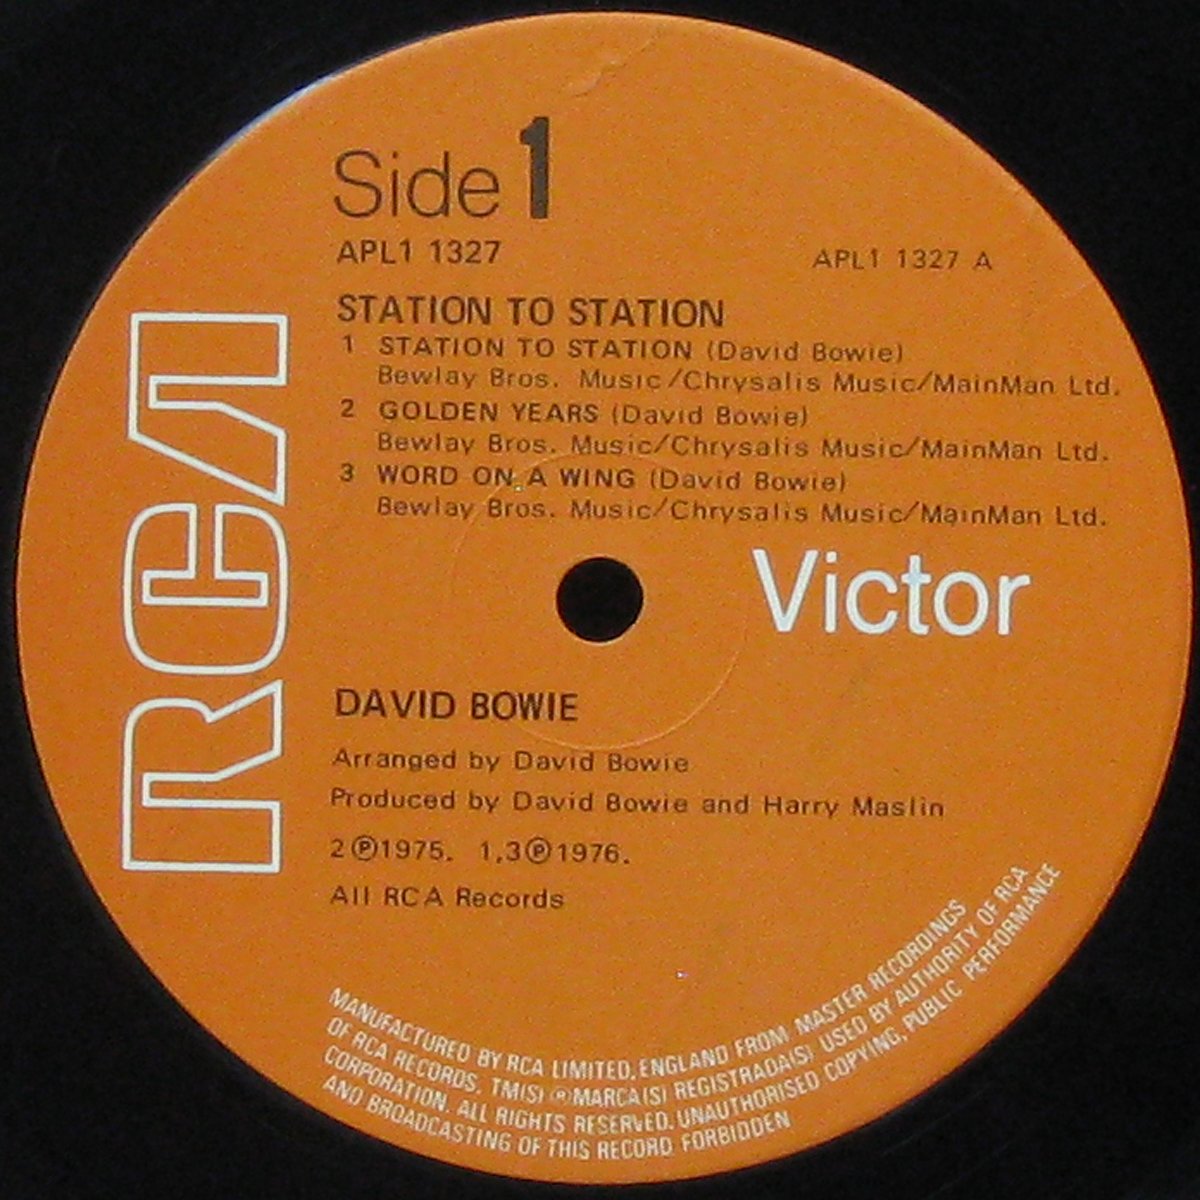 Side 1
APL1 1327
APL1 1327 A
STATION TO STATION
1 STATION TO STATION (David Bowie)
Bewlay Bros. Music/Chrysalis Music/MainMan Ltd.
2 GOLDEN YEARS (David Bowie)
Bewlay Bros. Music/Chrysalis Music/MainMan Ltd.
3 WORD ON A WING (David Bowie)
Bewlay Bros. Music/Chrysalis Music/MainMan Ltd.
RCA
Victor
DAVID BOWIE
Arranged by David Bowie
Produced by David Bowie and Harry Maslin
2 ℗1975. 1,3℗1976.
All RCA Records
MANUFACTURED BY RCA LIMITED, ENGLAND FROM MASTER RECORDINGS
OF RCA RECORDS. TM(S) ® MARCA(S) REGISTRADA(S) USED BY AUTHORITY OF RCA
CORPORATION. ALL RIGHTS RESERVED. UNAUTHORISED COPYING, PUBLIC PERFORMANCE
AND BROADCASTING OF THIS RECORD FORBIDDEN